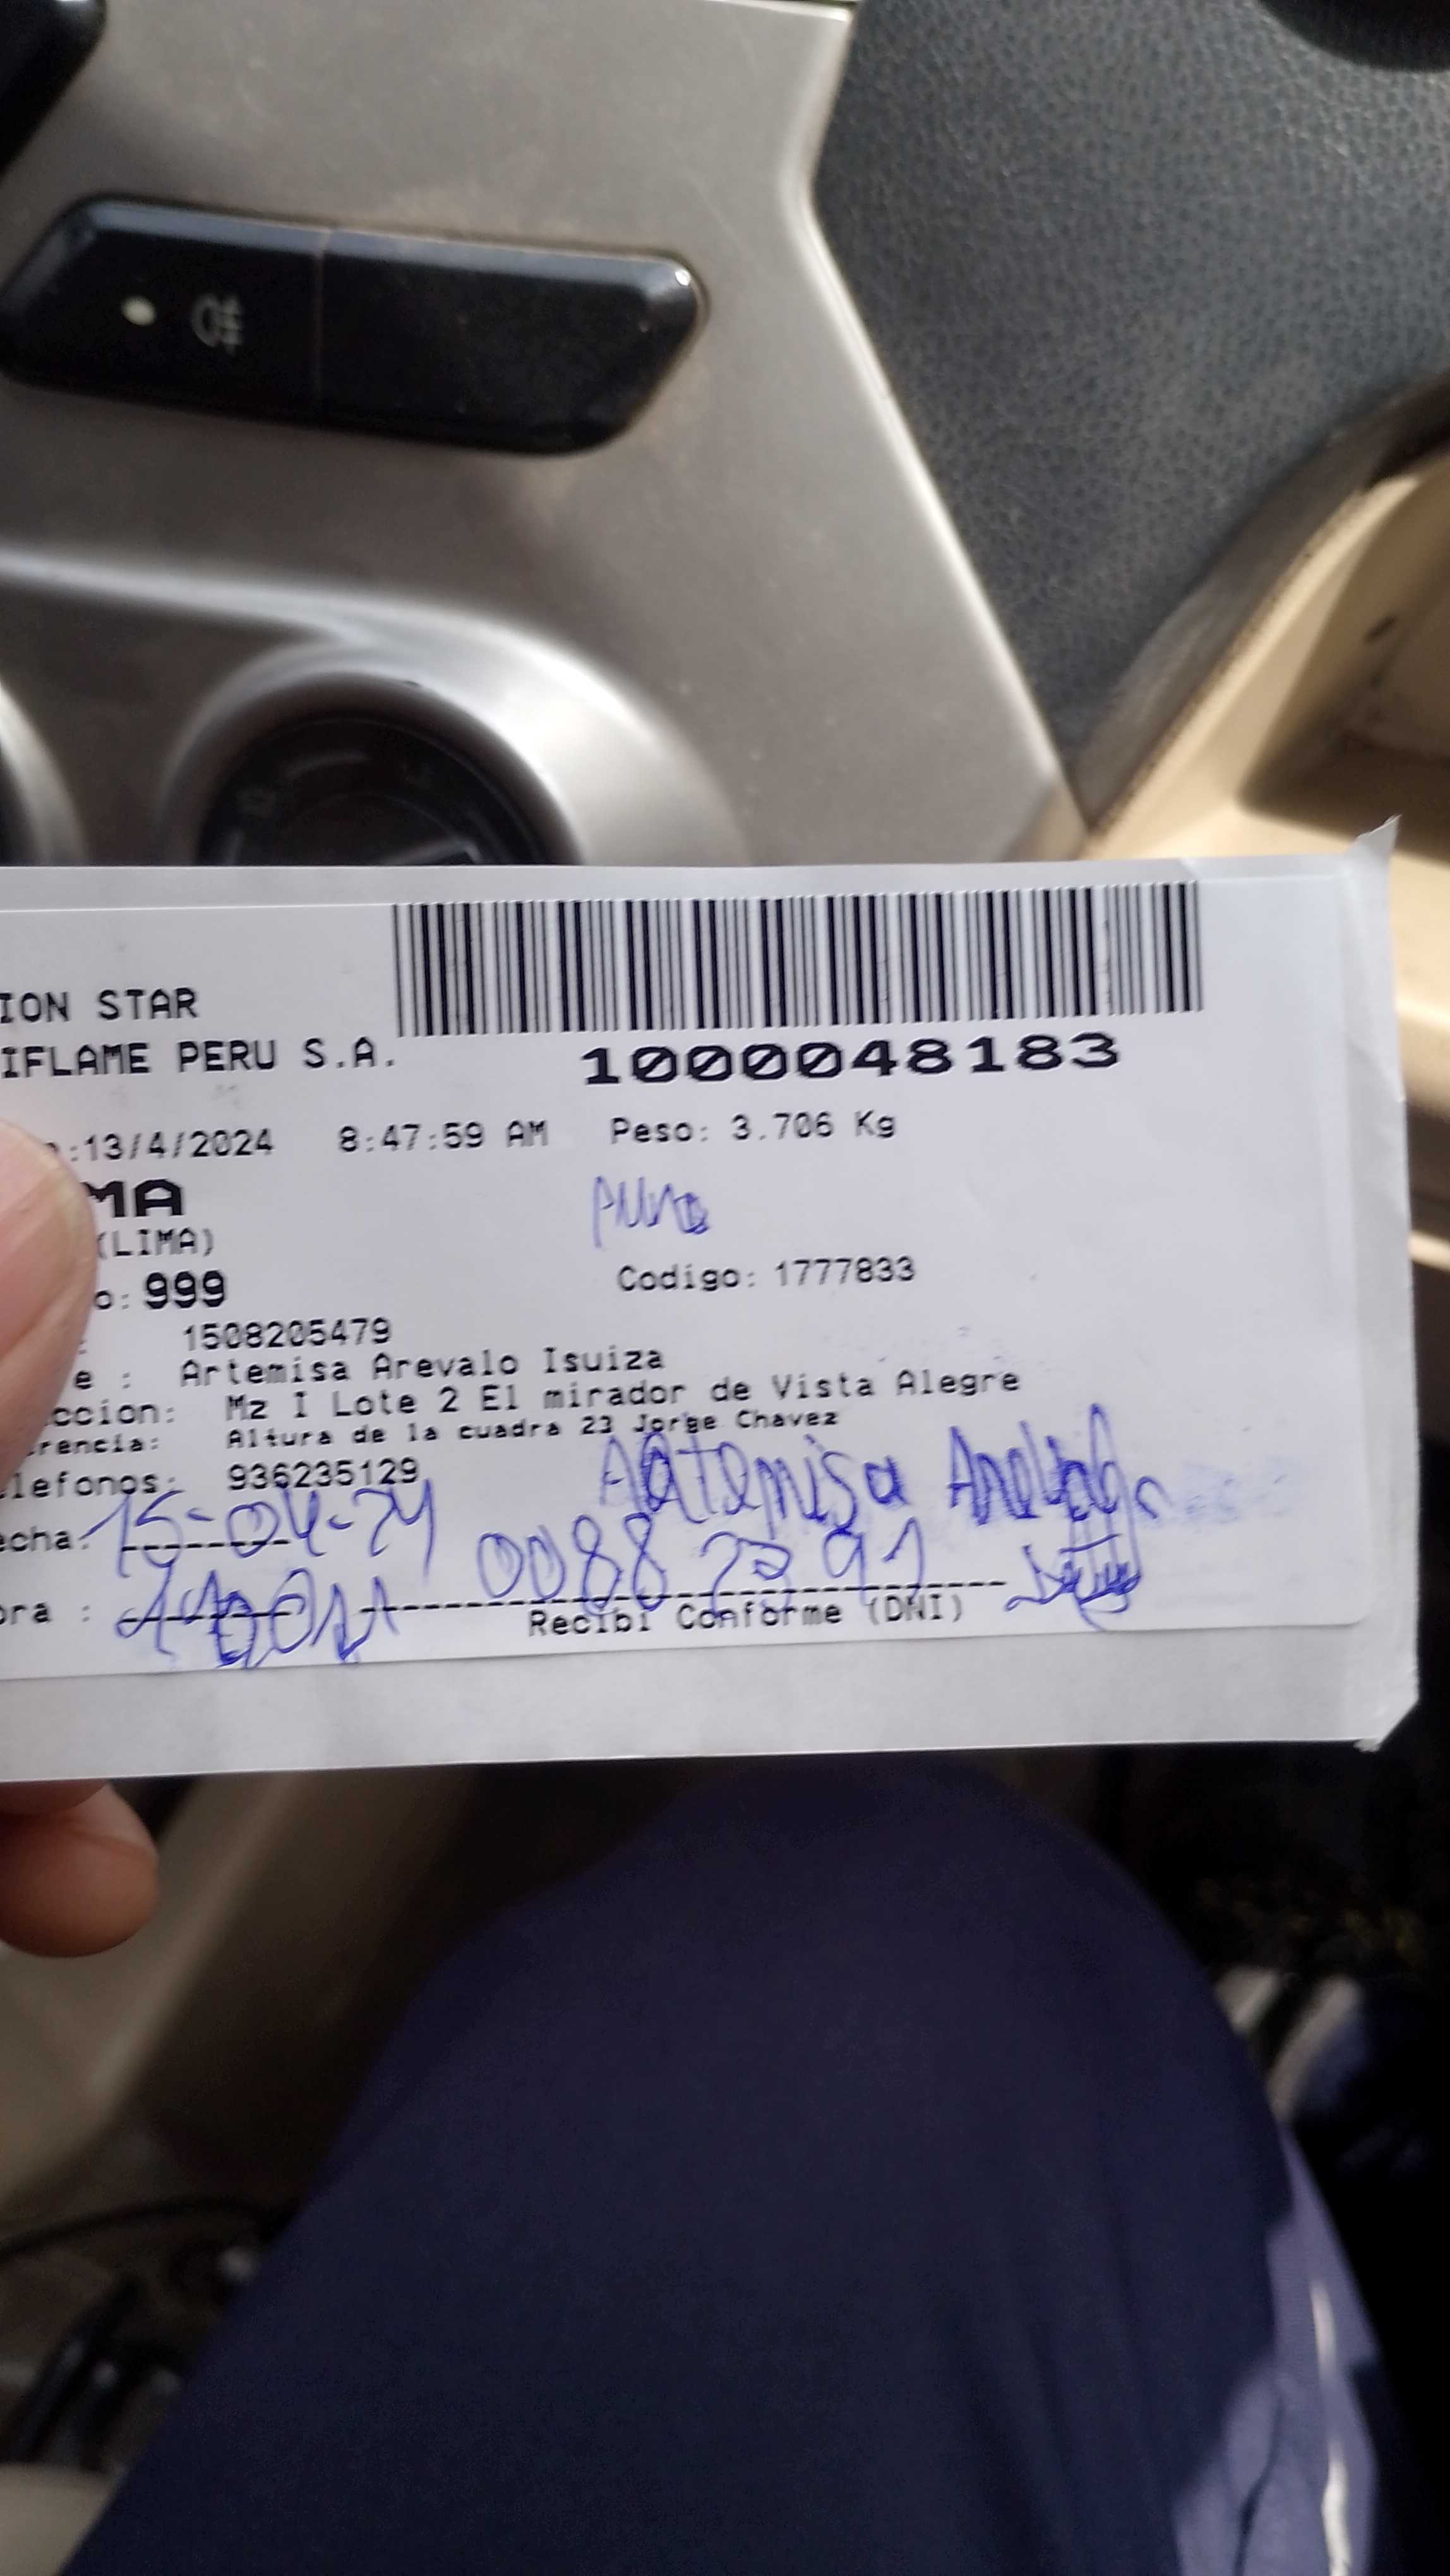 ION STAR
IFLAME PERU S.A.
1000048183
:13/4/2024 8:47:59 AM Peso: 3.706 Kg
MA
(LIMA)
o: 999 Codigo: 1777833
: 1508205479
e : Artemisa Arevalo Isuiza
ccion: Mz I Lote 2 El mirador de Vista Alegre
rencia: Altura de la cuadra 23 Jorge Chavez
lefonos: 936235129
Artemisa
echa: 15-04-24
ora :
Recibi Conforme (DNI)